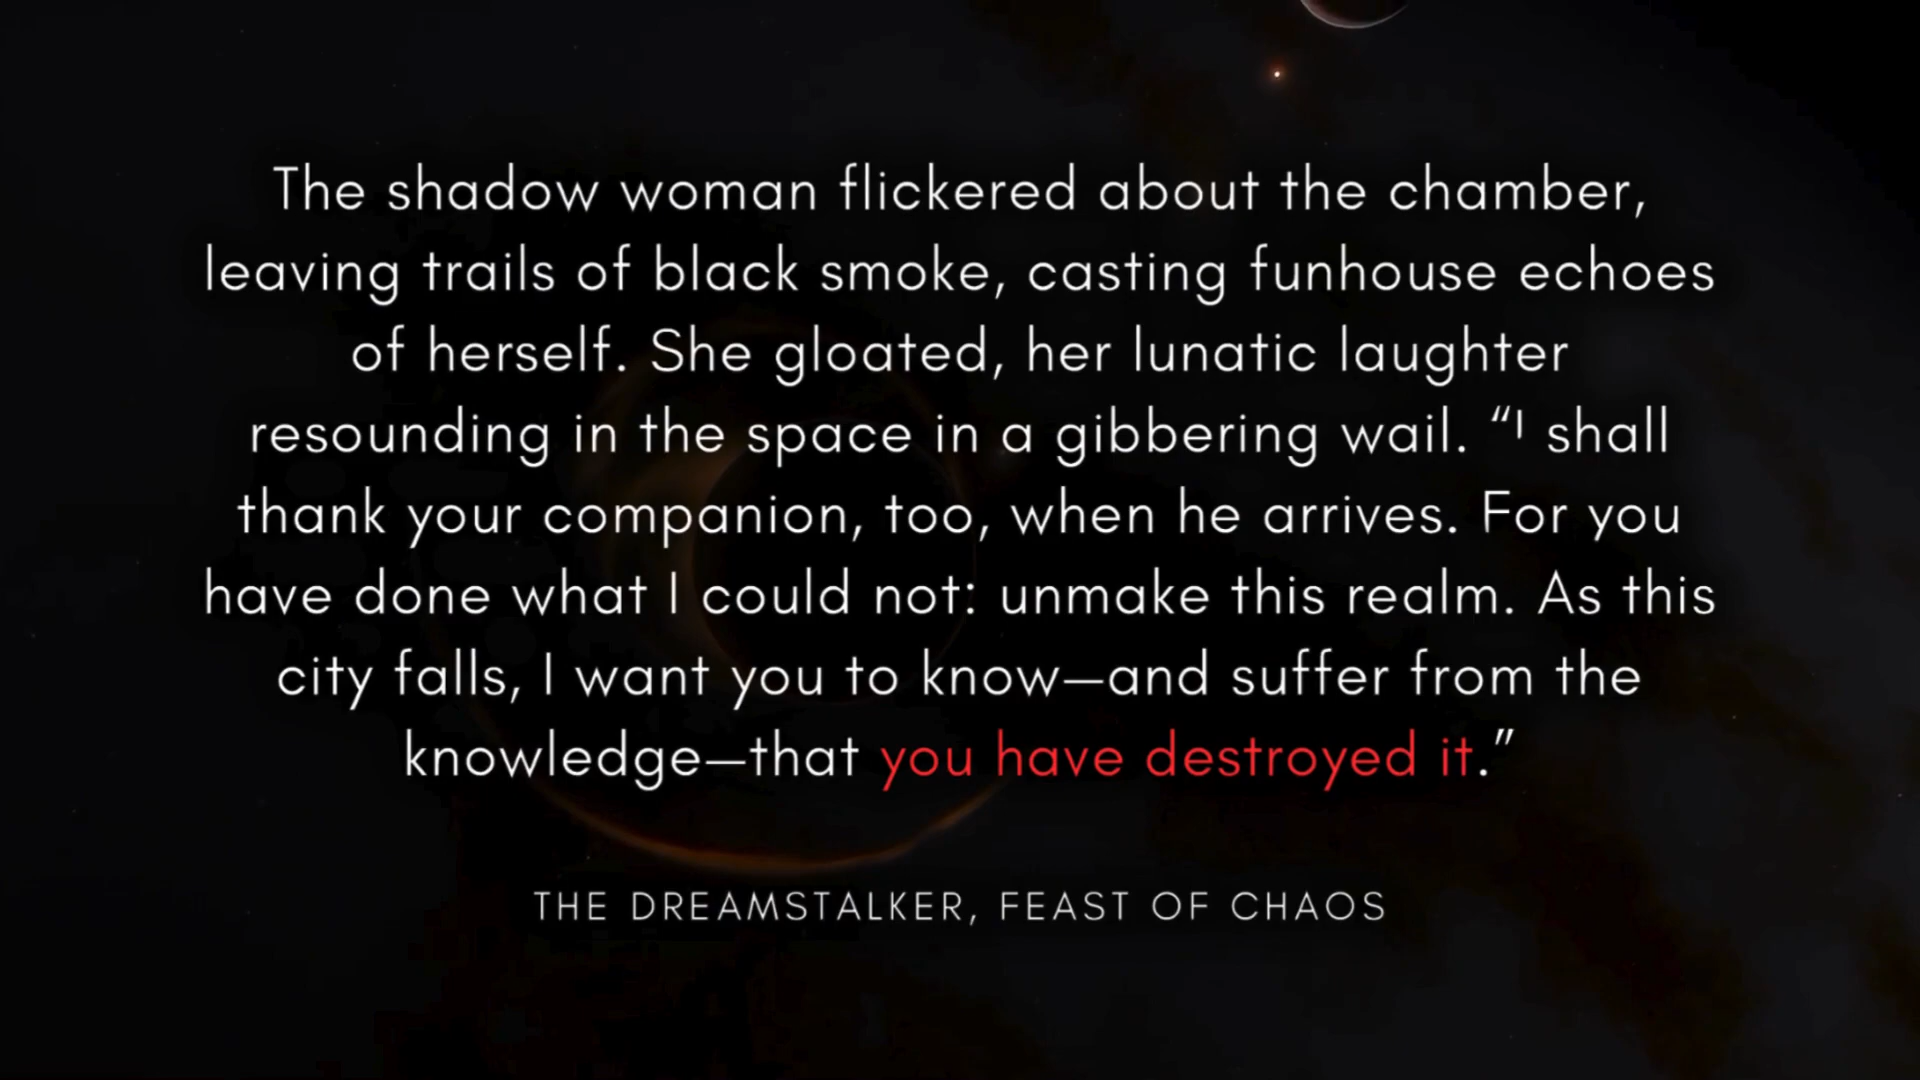 The shadow woman flickered about the chamber,
leaving trails of black smoke, casting funhouse echoes
of herself. She gloated, her lunatic laughter
resounding in the space in a gibbering wail. “I shall
thank your companion, too, when he arrives. For you
have done what I could not: unmake this realm. As this
city falls, I want you to know—and suffer from the
knowledge—that you have destroyed it.”
THE DREAMSTALKER, FEAST OF CHAOS